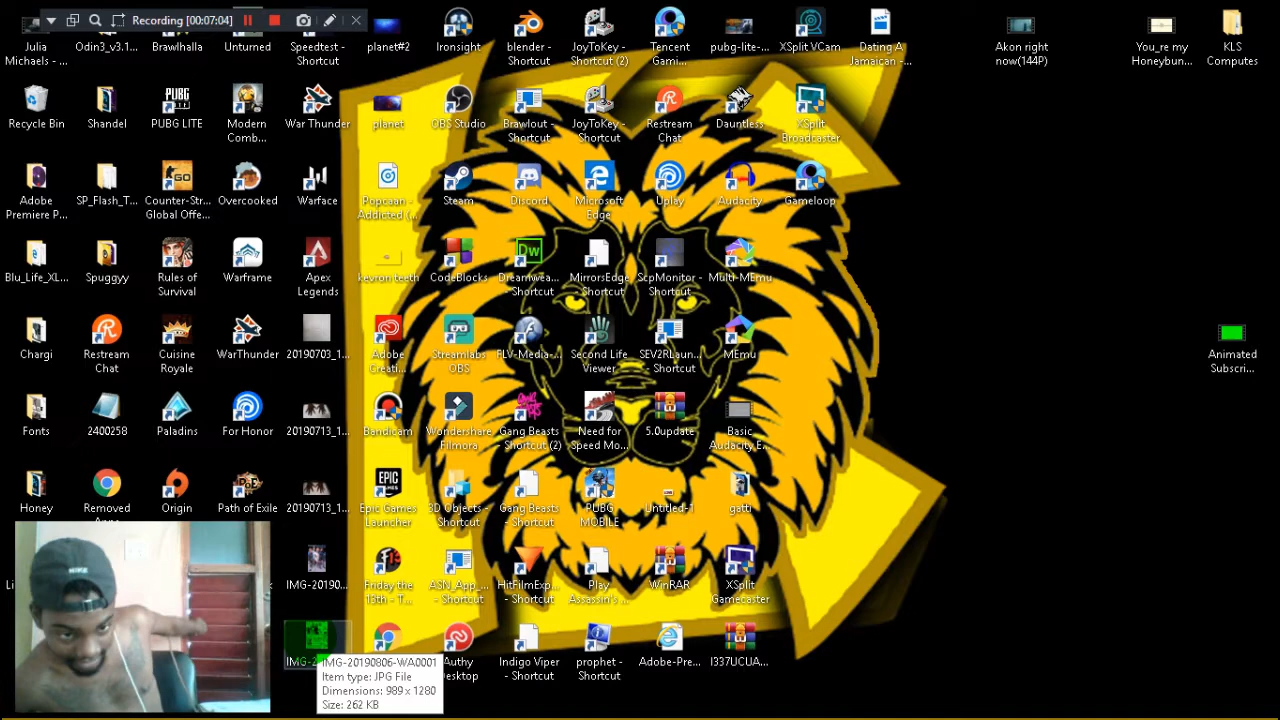 Recording [00:07:04]
Julia
Michaels - ...
Odin3_v3.1...
Brawlhalla
Unturned
Speedtest -
Shortcut
planet#2
Ironsight
blender -
Shortcut
JoyToKey -
Shortcut (2)
Tencent
Gami...
pubg-lite-...
XSplit VCam
Dating A
Jamaican -...
Akon right
now(144P)
You_re my
Honeybun...
KLS
Computes
Recycle Bin
Shandel
PUBG LITE
Modern
Comb...
War Thunder
planet
OBS Studio
Brawlout -
Shortcut
JoyToKey -
Shortcut
Restream
Chat
Dauntless
XSplit
Broadcaster
Adobe
Premiere P...
SP_Flash_T...
Counter-Str...
Global Offe...
Overcooked
Warface
Popcaan -
Addicted (...
Steam
Discord
Microsoft
Edge
Uplay
Audacity
Gameloop
Blu_Life_XL...
Spuggyy
Rules of
Survival
Warframe
Apex
Legends
kevron teeth
CodeBlocks
Dreamwea...
- Shortcut
MirrorsEdge
- Shortcut
ScpMonitor -
Shortcut
Multi-MEmu
Chargi
Restream
Chat
Cuisine
Royale
WarThunder
20190703_1...
Adobe
Creati...
Streamlabs
OBS
FLV-Media-...
Second Life
Viewer
SEV2RLaun...
- Shortcut
MEmu
Animated
Subscri...
Fonts
2400258
Paladins
For Honor
20190713_1...
Bandicam
Wondershare
Filmora
Gang Beasts
- Shortcut (2)
Need for
Speed Mo...
5.0update
Basic
Audacity E...
Honey
Removed
Origin
Path of Exile
20190713_1...
Epic Games
Launcher
3D Objects -
Shortcut
Gang Beasts
- Shortcut
PUBG
MOBILE
Untitled-1
gatti
IMG-20190...
Friday the
13th - T...
ASN_App_...
- Shortcut
HitFilmExp...
- Shortcut
Play
Assassin's ...
WinRAR
XSplit
Gamecaster
IMG-2
Authy
Desktop
Indigo Viper
- Shortcut
prophet -
Shortcut
Adobe-Pre...
I337UCUA...
IMG-20190806-WA0001
Item type: JPG File
Dimensions: 989 x 1280
Size: 262 KB